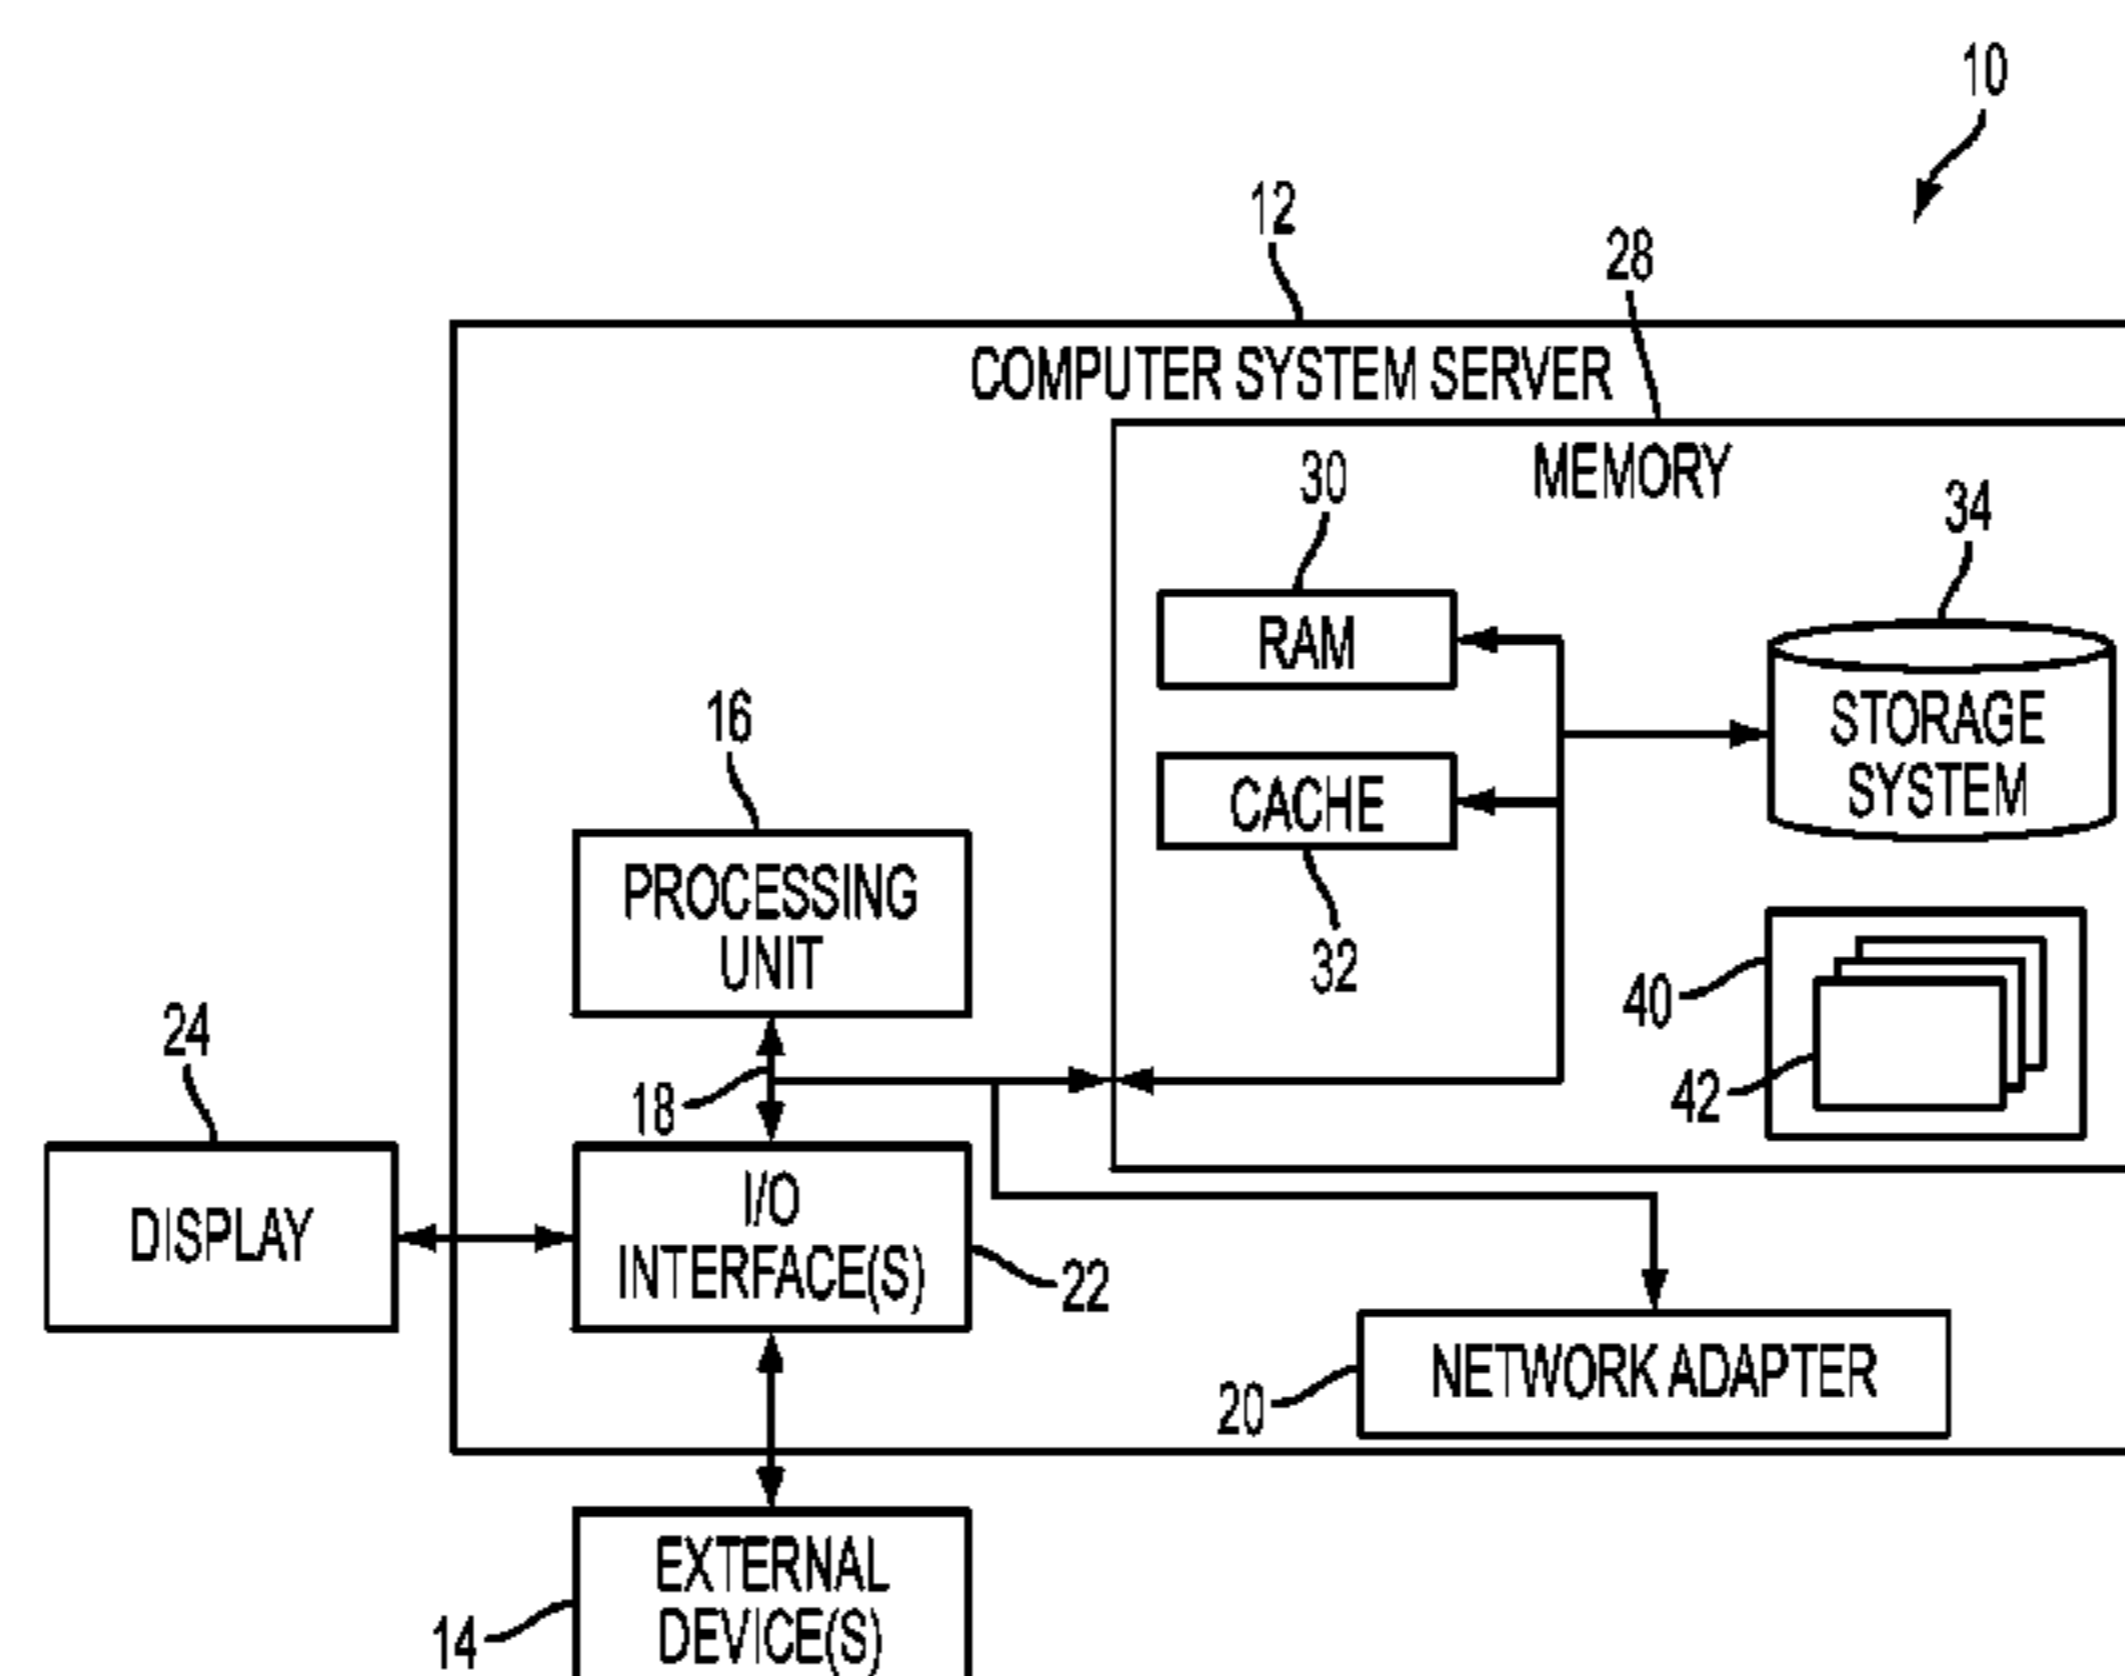 10
12
28
COMPUTER SYSTEM SERVER
MEMORY
30
34
RAM
16
STORAGE
SYSTEM
CACHE
PROCESSING
UNIT
32
40
24
18
42
DISPLAY
I/O
INTERFACE(S)
22
NETWORK ADAPTER
20
EXTERNAL
DEVICE(S)
14